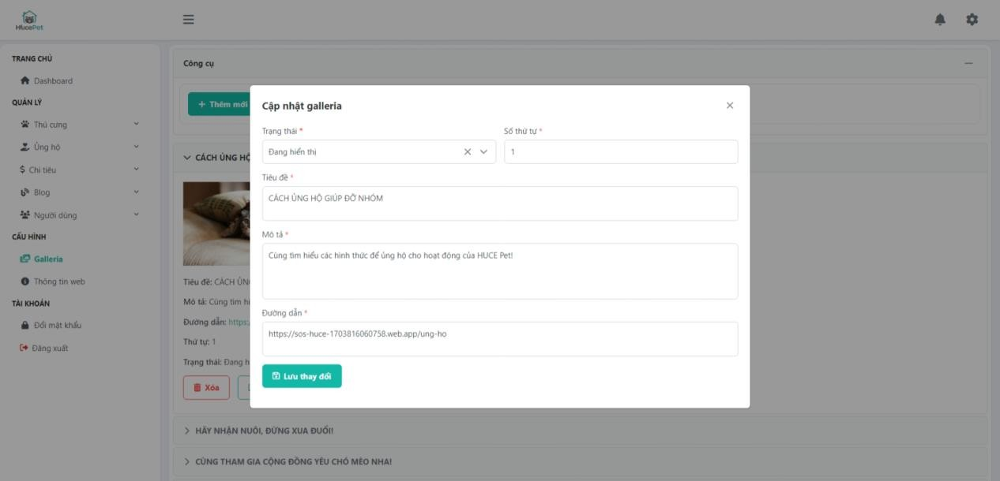 HucePet
TRANG CHỦ
Dashboard
QUẢN LÝ
Thú cưng
Ủng hộ
Chi tiêu
Blog
Người dùng
CẤU HÌNH
Galleria
Thông tin web
TÀI KHOẢN
Đổi mật khẩu
Đăng xuất
Công cụ
Thêm mới
CÁCH ỦNG HỘ
Tiêu đề: CÁCH ỦN
Mô tả: Cùng tìm hi
Đường dẫn: https:/
Thứ tự: 1
Trạng thái: Đang h
Xóa
HÃY NHẬN NUÔI, ĐỪNG XUA ĐUỔI!
CÙNG THAM GIA CỘNG ĐỒNG YÊU CHÓ MÈO NHA!
Cập nhật galleria
Trạng thái *
Số thứ tự *
Đang hiển thị
1
Tiêu đề *
CÁCH ỦNG HỘ GIÚP ĐỠ NHÓM
Mô tả *
Cùng tìm hiểu các hình thức để ủng hộ cho hoạt động của HUCE Pet!
Đường dẫn *
https://sos-huce-1703816060758.web.app/ung-ho
Lưu thay đổi